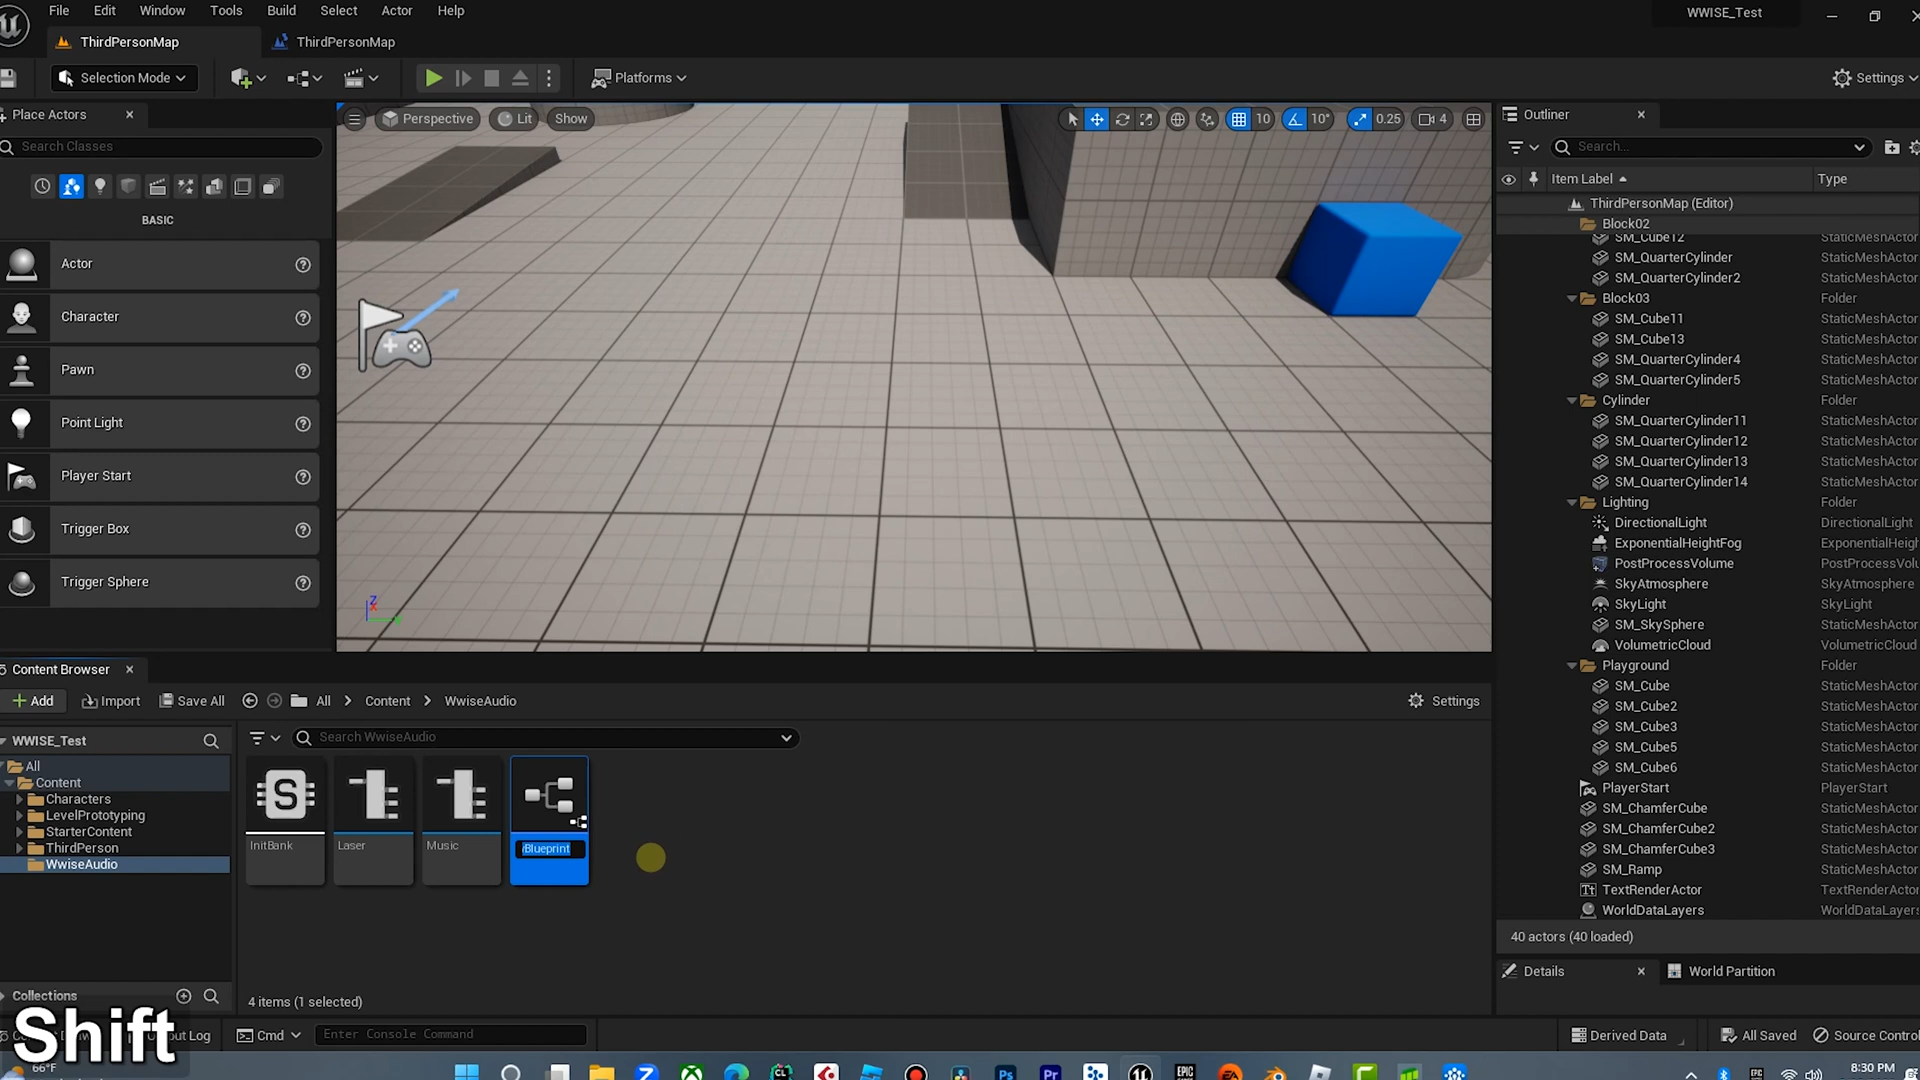 File Edit Window Tools Build Select Actor Help
WWISE_Test
ThirdPersonMap
ThirdPersonMap
Selection Mode
Platforms
Settings
Place Actors
Search Classes
BASIC
Actor
Character
Pawn
Point Light
Player Start
Trigger Box
Trigger Sphere
Perspective
Lit
Show
10
10°
0.25
4
Z
Outliner
Search...
Item Label
Type
ThirdPersonMap (Editor)
Block02
SM_Cube12 StaticMeshActor
SM_QuarterCylinder StaticMeshActor
SM_QuarterCylinder2 StaticMeshActor
Block03 Folder
SM_Cube11 StaticMeshActor
SM_Cube13 StaticMeshActor
SM_QuarterCylinder4 StaticMeshActor
SM_QuarterCylinder5 StaticMeshActor
Cylinder Folder
SM_QuarterCylinder11 StaticMeshActor
SM_QuarterCylinder12 StaticMeshActor
SM_QuarterCylinder13 StaticMeshActor
SM_QuarterCylinder14 StaticMeshActor
Lighting Folder
DirectionalLight DirectionalLight
ExponentialHeightFog ExponentialHeigh
PostProcessVolume PostProcessVolu
SkyAtmosphere SkyAtmosphere
SkyLight SkyLight
SM_SkySphere StaticMeshActor
VolumetricCloud VolumetricCloud
Playground Folder
SM_Cube StaticMeshActor
SM_Cube2 StaticMeshActor
SM_Cube3 StaticMeshActor
SM_Cube5 StaticMeshActor
SM_Cube6 StaticMeshActor
PlayerStart PlayerStart
SM_ChamferCube StaticMeshActor
SM_ChamferCube2 StaticMeshActor
SM_ChamferCube3 StaticMeshActor
SM_Ramp StaticMeshActor
TextRenderActor TextRenderActor
WorldDataLayers WorldDataLayers
40 actors (40 loaded)
Details
World Partition
Content Browser
Add
Import
Save All
All
Content
WwiseAudio
Settings
WWISE_Test
Search WwiseAudio
All
Content
Characters
LevelPrototyping
StarterContent
ThirdPerson
WwiseAudio
InitBank
Laser
Music
Blueprint
Collections
4 items (1 selected)
Shift
put Log
Cmd
Enter Console Command
Derived Data
All Saved
Source Control
66°F
8:30 PM